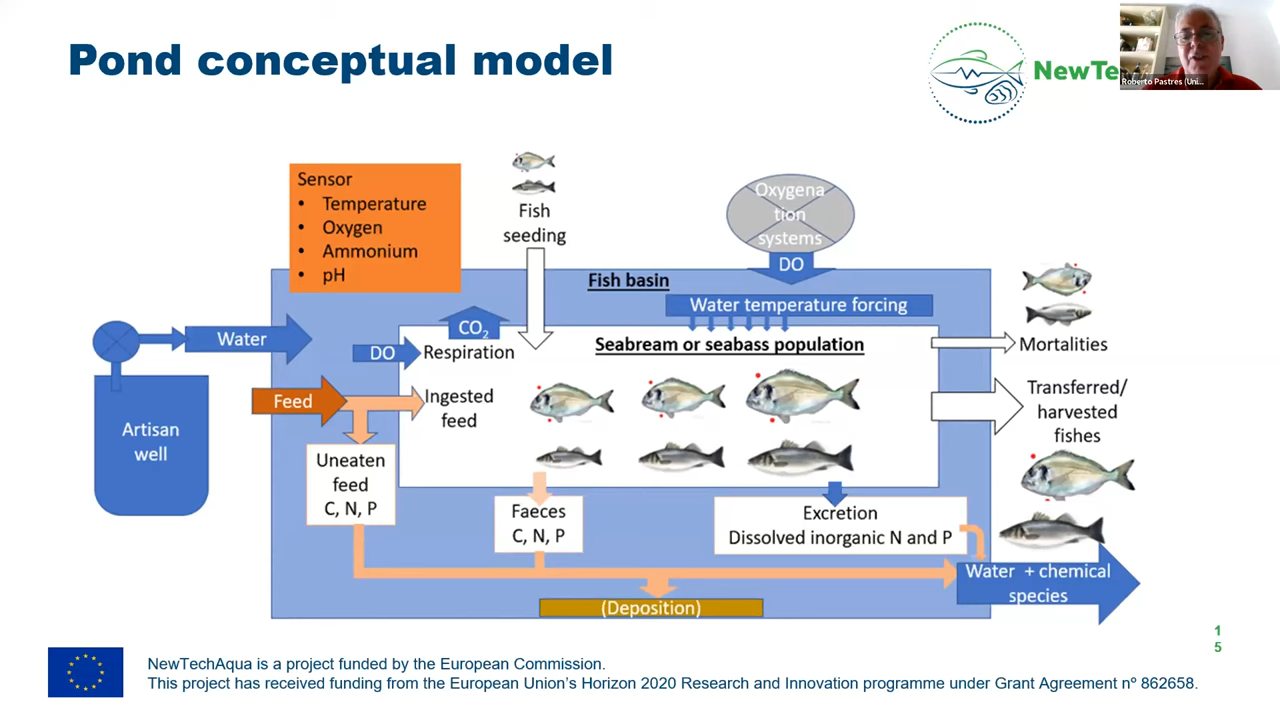 Pond conceptual model
NewTe
Roberto Pastres (Uni...
Sensor
• Temperature
• Oxygen
• Ammonium
• pH
Fish
seeding
Oxygena
tion
systems
DO
Fish basin
Water temperature forcing
CO2
Water
DO
Respiration
Seabream or seabass population
Mortalities
Feed
Ingested
feed
Transferred/
harvested
fishes
Artisan
well
Uneaten
feed
C, N, P
Faeces
C, N, P
Excretion
Dissolved inorganic N and P
Water + chemical
species
(Deposition)
1
5
NewTechAqua is a project funded by the European Commission.
This project has received funding from the European Union’s Horizon 2020 Research and Innovation programme under Grant Agreement nº 862658.